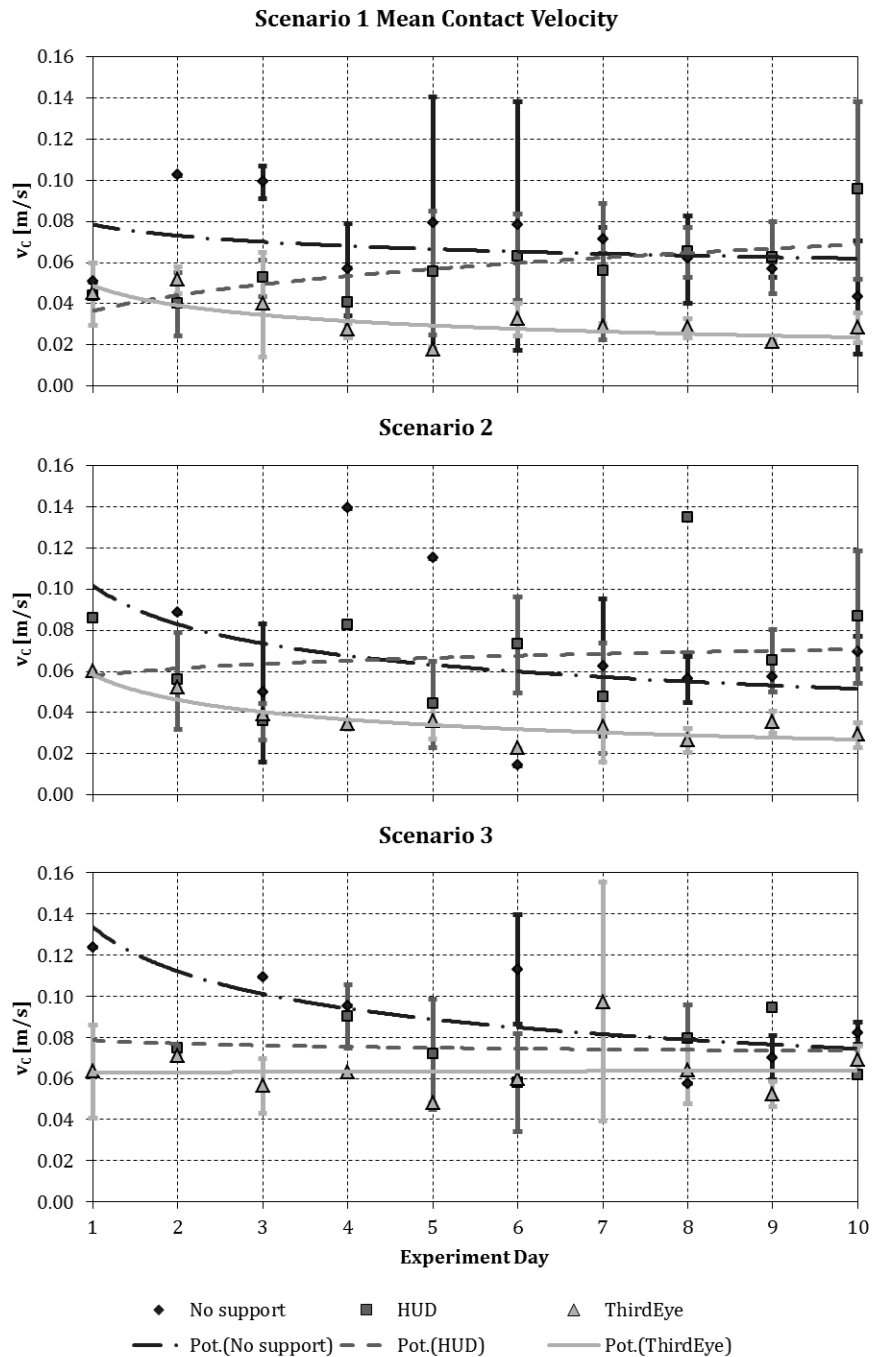 Scenario 1 Mean Contact Velocity
0.16
0.14
0.12
0.10
0.08
0.06
0.04
0.02
0.00
v_C [m/s]
Scenario 2
0.16
0.14
0.12
0.10
0.08
0.06
0.04
0.02
0.00
v_C [m/s]
Scenario 3
0.16
0.14
0.12
0.10
0.08
0.06
0.04
0.02
0.00
v_C [m/s]
1 2 3 4 5 6 7 8 9 10
Experiment Day
No support HUD ThirdEye
Pot.(No support) Pot.(HUD) Pot.(ThirdEye)